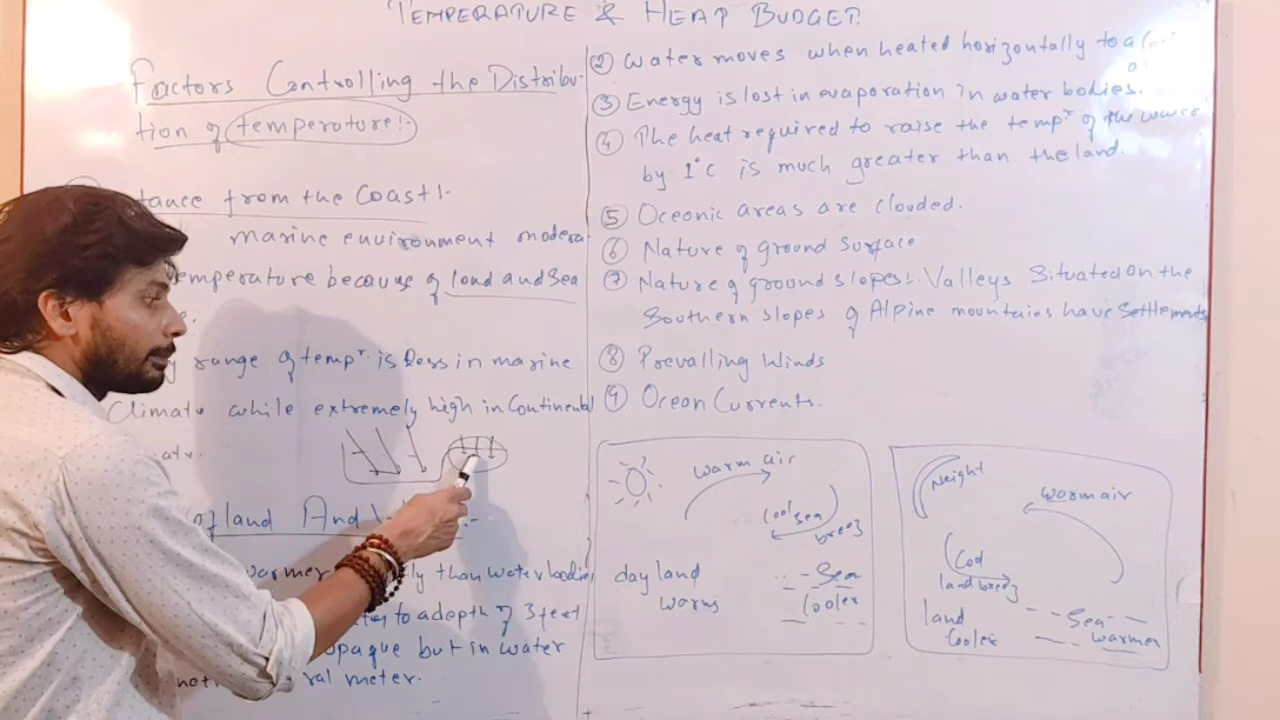 TEMPERATURE & HEAT BUDGET:
Factors Controlling the Distribu-
tion of temperature:-
tance from the Coast:-
marine environment modera
temperature because of land and Sea
range of tempr. is less in marine
Climate while extremely high in Continental
of land And
warmer than water bodies
to a depth of 3 feet
opaque but in water
ral meter.
② Water moves when heated horizontally to a
③ Energy is lost in evaporation in water bodies.
④ The heat required to raise the tempr of the
by 1°C is much greater than the land.
⑤ Oceanic areas are clouded.
⑥ Nature of ground Surface
⑦ Nature of ground slopes:- Valleys Situated on the
Southern slopes of Alpine mountains have Settlements
⑧ Prevalling Winds
⑨ Ocean Currents.
warm air
Cool Sea
breez
day land
warms
Sea
Cooler
Neight
warm air
Cool
land breez
land
Cooler
Sea
warmer